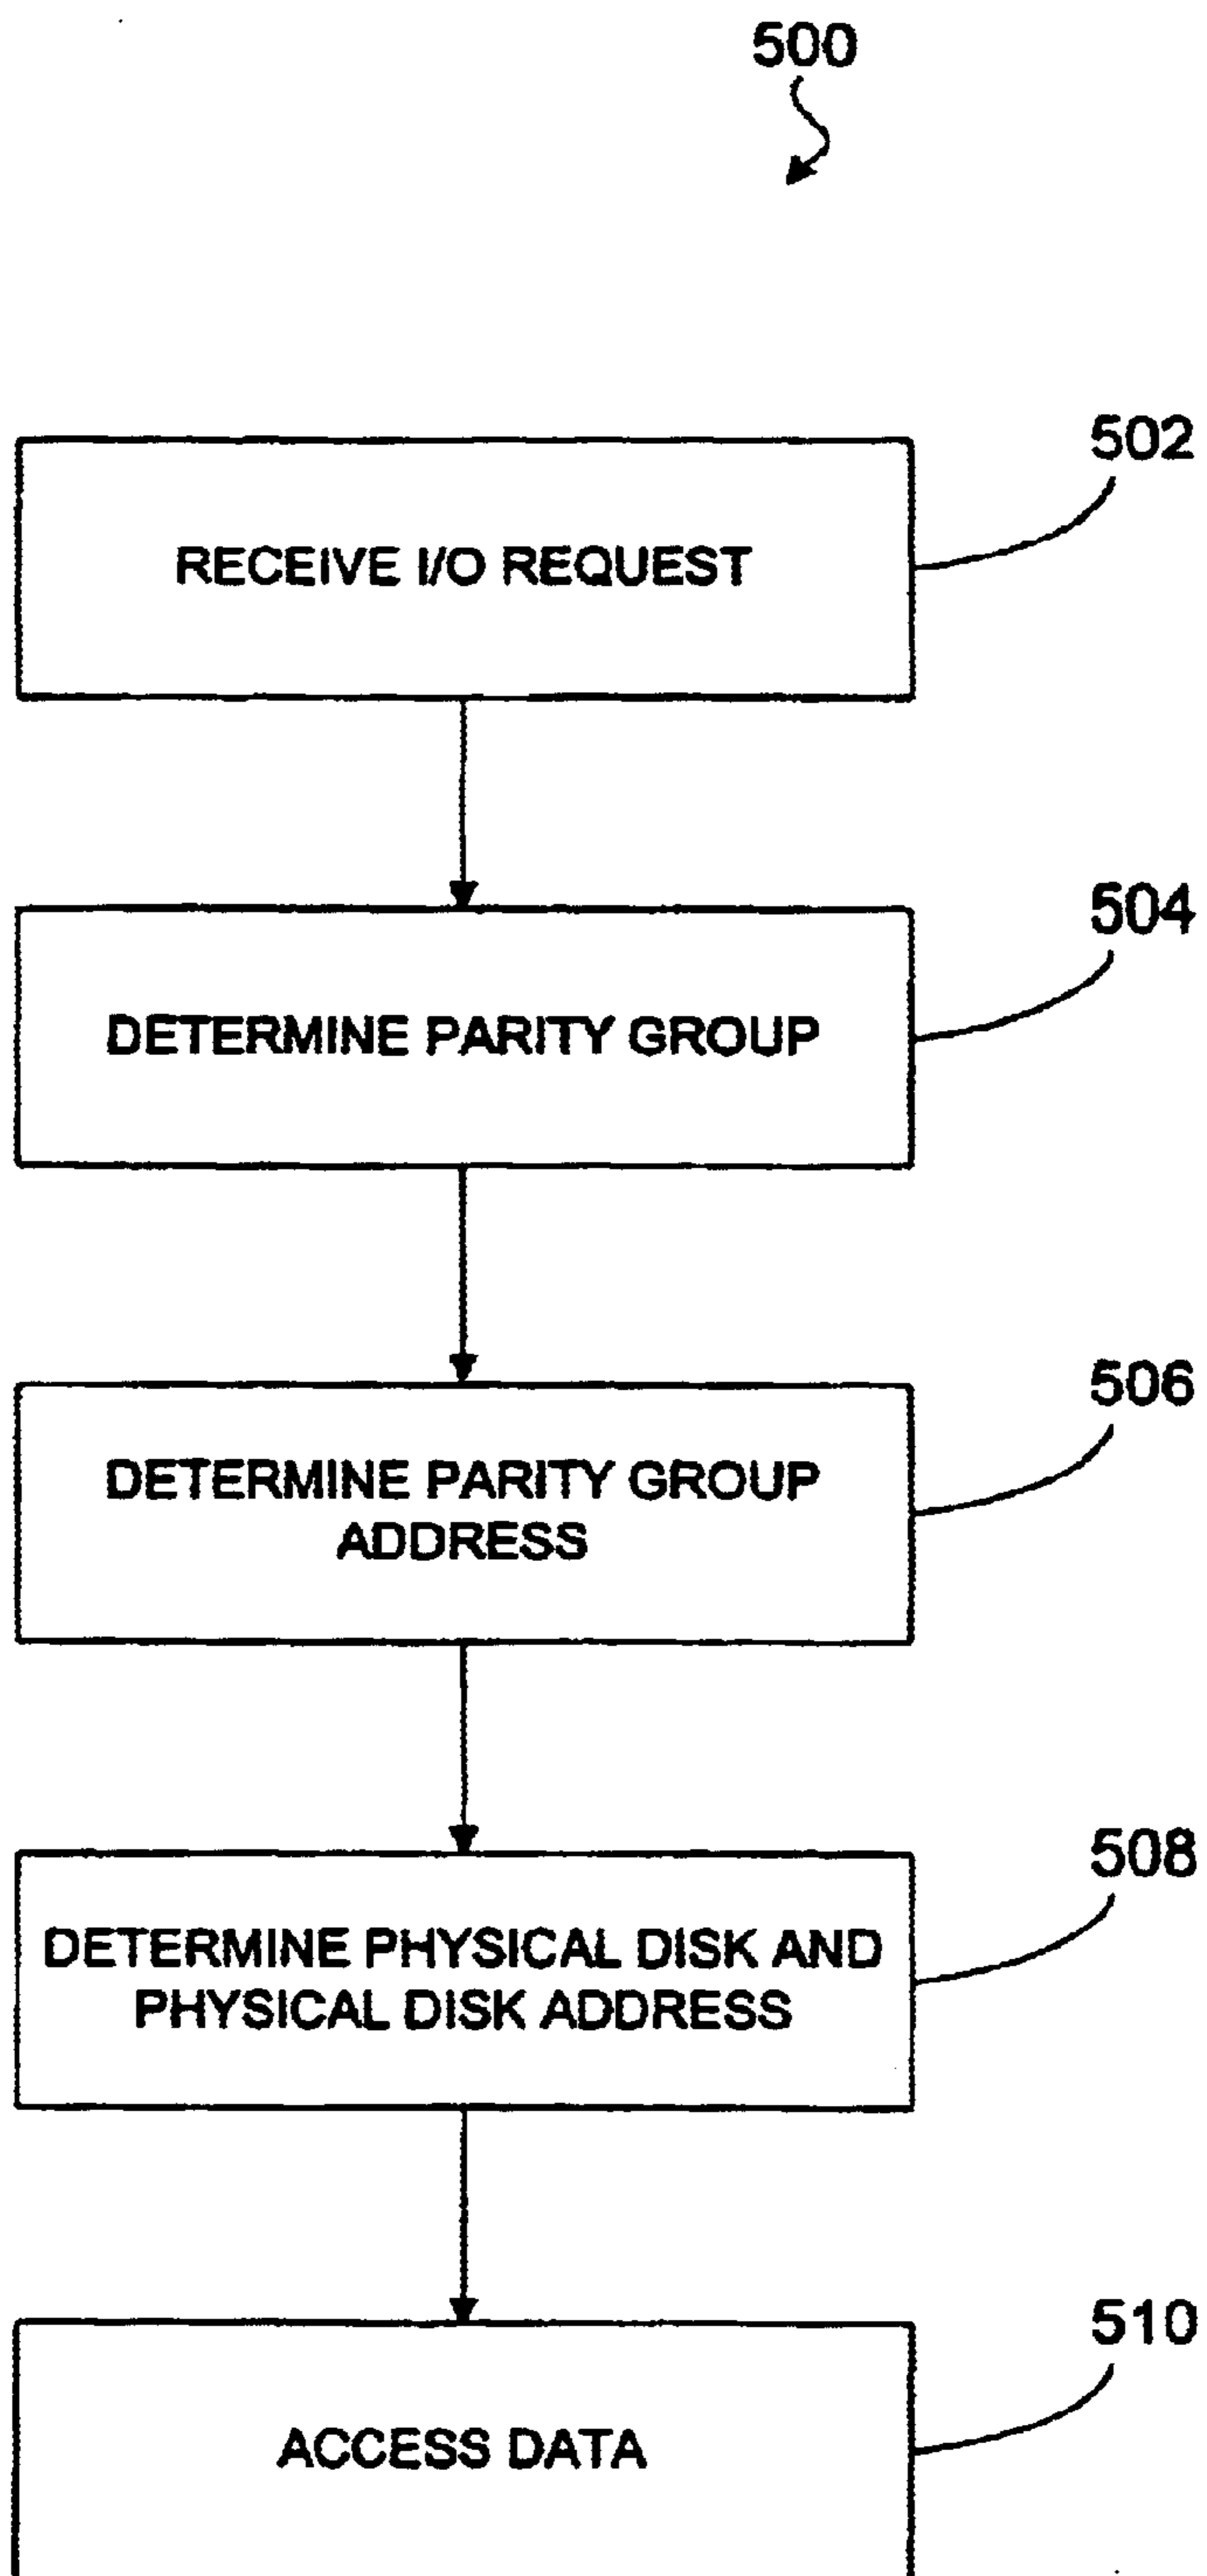 500
502
RECEIVE I/O REQUEST
504
DETERMINE PARITY GROUP
506
DETERMINE PARITY GROUP
ADDRESS
508
DETERMINE PHYSICAL DISK AND
PHYSICAL DISK ADDRESS
510
ACCESS DATA